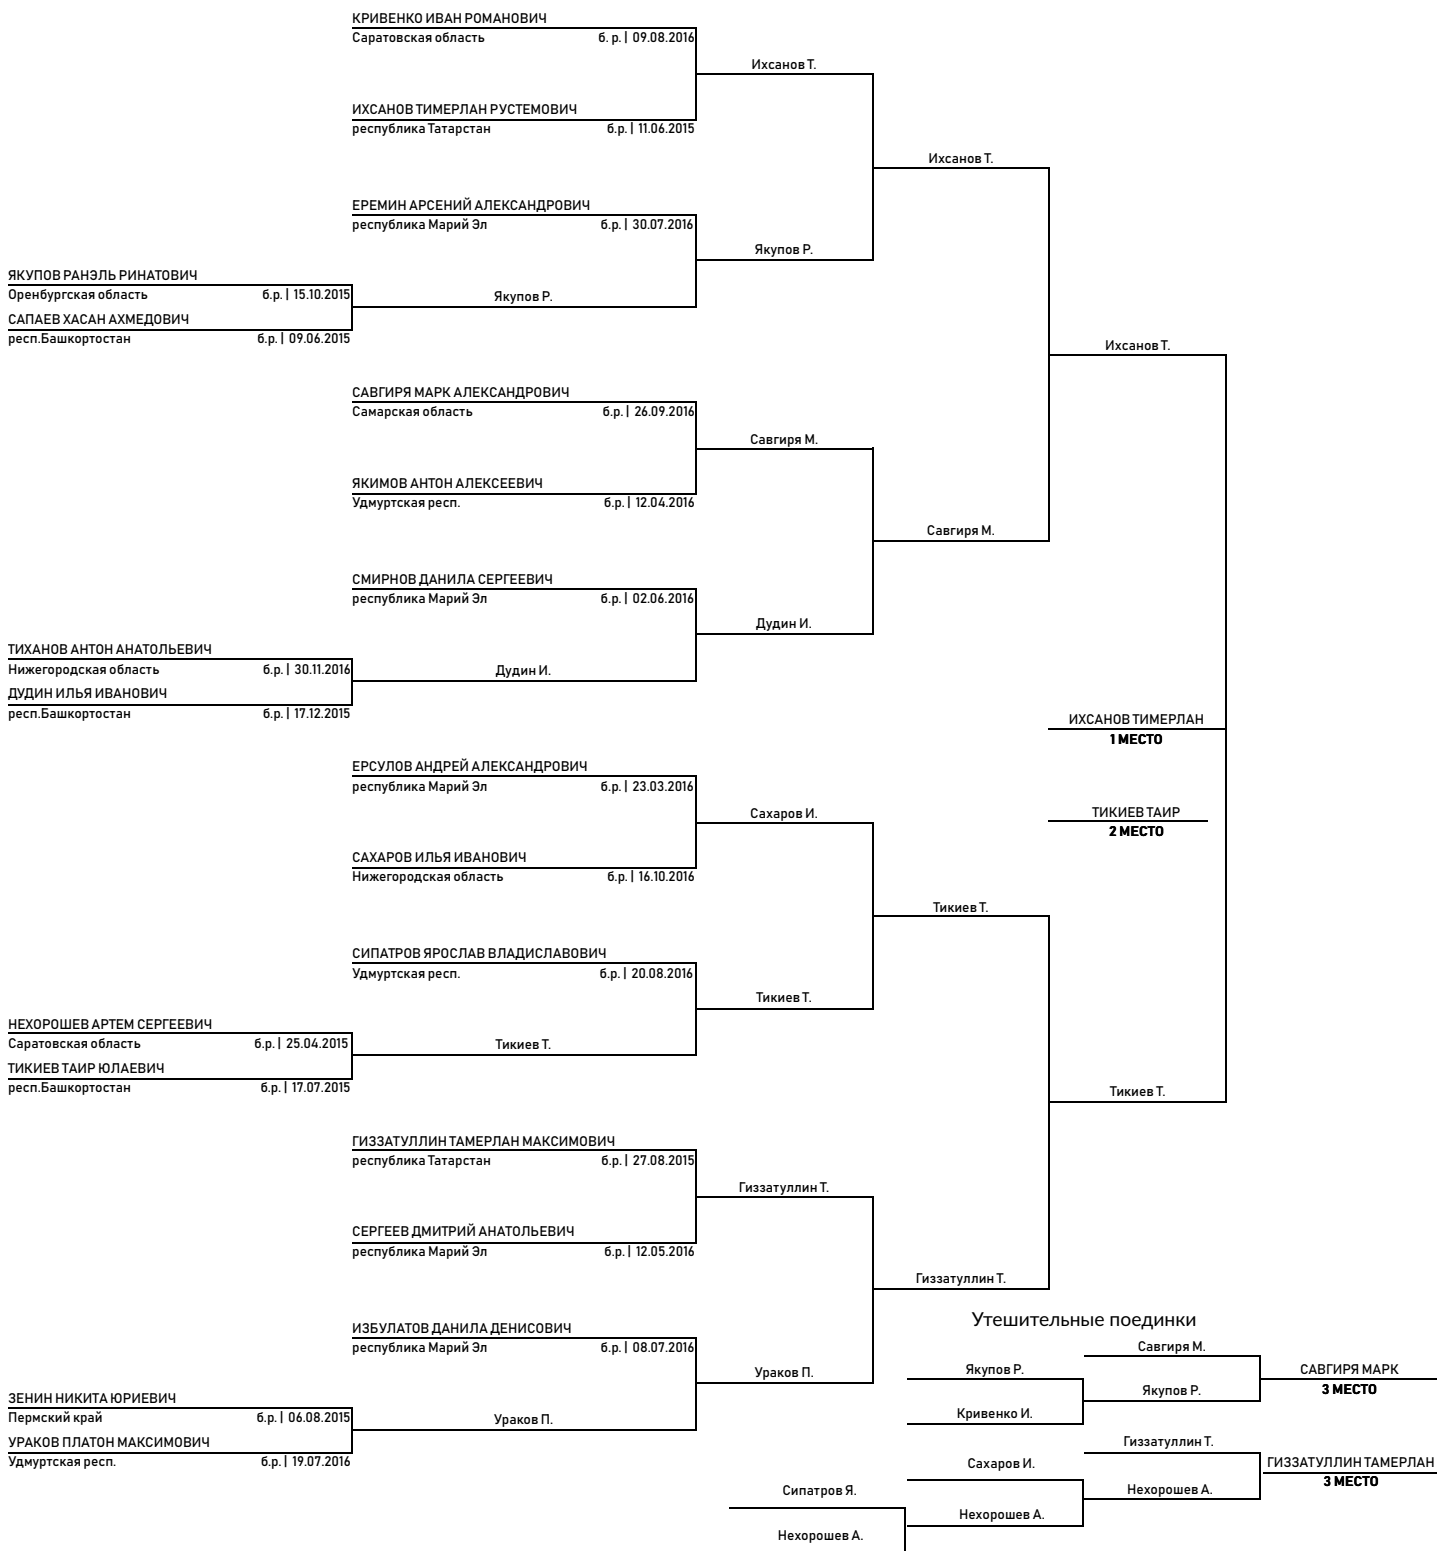 КРИВЕНКО ИВАН РОМАНОВИЧ
Саратовская область б. р. | 09.08.2016
Ихсанов Т.
ИХСАНОВ ТИМЕРЛАН РУСТЕМОВИЧ
республика Татарстан б.р. | 11.06.2015
Ихсанов Т.
ЕРЕМИН АРСЕНИЙ АЛЕКСАНДРОВИЧ
республика Марий Эл б.р. | 30.07.2016
Якупов Р.
ЯКУПОВ РАНЭЛЬ РИНАТОВИЧ
Оренбургская область б.р. | 15.10.2015
Якупов Р.
САПАЕВ ХАСАН АХМЕДОВИЧ
респ.Башкортостан б.р. | 09.06.2015
Ихсанов Т.
САВГИРЯ МАРК АЛЕКСАНДРОВИЧ
Самарская область б.р. | 26.09.2016
Савгиря М.
ЯКИМОВ АНТОН АЛЕКСЕЕВИЧ
Удмуртская респ. б.р. | 12.04.2016
Савгиря М.
СМИРНОВ ДАНИЛА СЕРГЕЕВИЧ
республика Марий Эл б.р. | 02.06.2016
Дудин И.
ТИХАНОВ АНТОН АНАТОЛЬЕВИЧ
Нижегородская область б.р. | 30.11.2016
Дудин И.
ДУДИН ИЛЬЯ ИВАНОВИЧ
респ.Башкортостан б.р. | 17.12.2015
ИХСАНОВ ТИМЕРЛАН
1 МЕСТО
ЕРСУЛОВ АНДРЕЙ АЛЕКСАНДРОВИЧ
республика Марий Эл б.р. | 23.03.2016
Сахаров И.
ТИКИЕВ ТАИР
2 МЕСТО
САХАРОВ ИЛЬЯ ИВАНОВИЧ
Нижегородская область б.р. | 16.10.2016
Тикиев Т.
СИПАТРОВ ЯРОСЛАВ ВЛАДИСЛАВОВИЧ
Удмуртская респ. б.р. | 20.08.2016
Тикиев Т.
НЕХОРОШЕВ АРТЕМ СЕРГЕЕВИЧ
Саратовская область б.р. | 25.04.2015
Тикиев Т.
ТИКИЕВ ТАИР ЮЛАЕВИЧ
респ.Башкортостан б.р. | 17.07.2015
Тикиев Т.
ГИЗЗАТУЛЛИН ТАМЕРЛАН МАКСИМОВИЧ
республика Татарстан б.р. | 27.08.2015
Гиззатуллин Т.
СЕРГЕЕВ ДМИТРИЙ АНАТОЛЬЕВИЧ
республика Марий Эл б.р. | 12.05.2016
Гиззатуллин Т.
ИЗБУЛАТОВ ДАНИЛА ДЕНИСОВИЧ
республика Марий Эл б.р. | 08.07.2016
Ураков П.
ЗЕНИН НИКИТА ЮРИЕВИЧ
Пермский край б.р. | 06.08.2015
Ураков П.
УРАКОВ ПЛАТОН МАКСИМОВИЧ
Удмуртская респ. б.р. | 19.07.2016
Утешительные поединки
Савгиря М.
Якупов Р.
САВГИРЯ МАРК
3 МЕСТО
Якупов Р.
Кривенко И.
Гиззатуллин Т.
Сахаров И.
ГИЗЗАТУЛЛИН ТАМЕРЛАН
3 МЕСТО
Сипатров Я.
Нехорошев А.
Нехорошев А.
Нехорошев А.